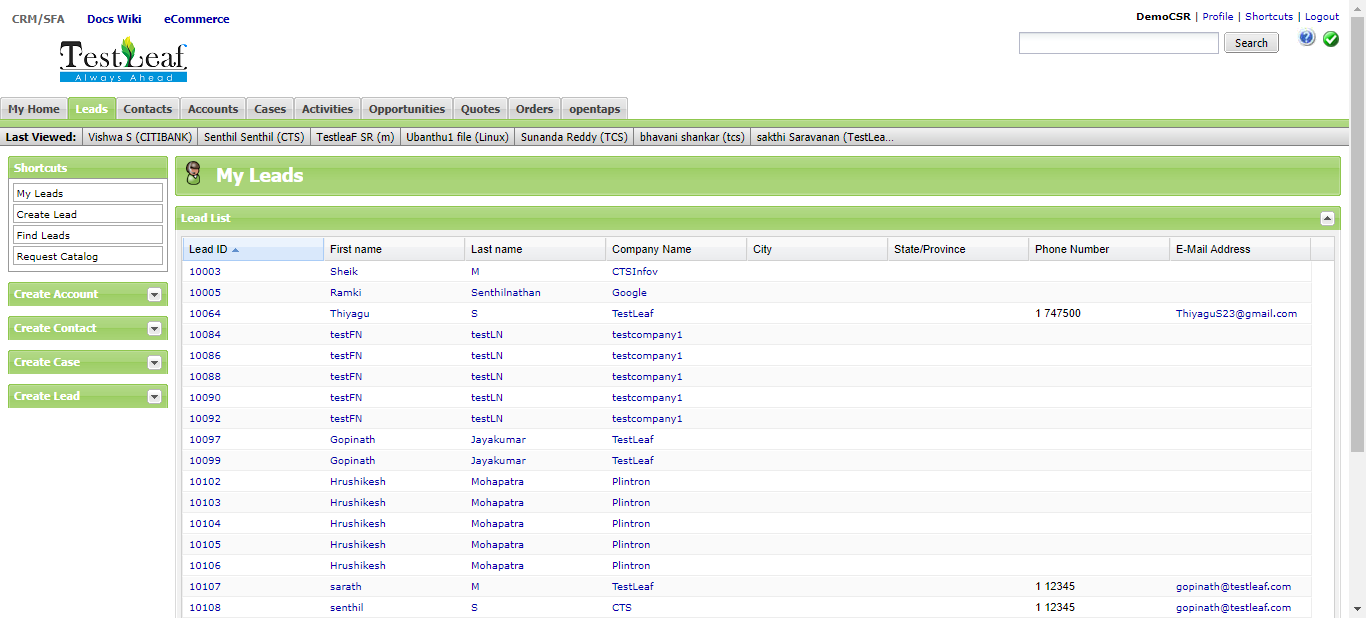 CRM/SFA Docs Wiki eCommerce
DemoCSR | Profile | Shortcuts | Logout
TestLeaf
Always Ahead
Search
My Home Leads Contacts Accounts Cases Activities Opportunities Quotes Orders opentaps
Last Viewed: Vishwa S (CITIBANK) Senthil Senthil (CTS) TestleaF SR (m) Ubanthu1 file (Linux) Sunanda Reddy (TCS) bhavani shankar (tcs) sakthi Saravanan (TestLea...
Shortcuts
My Leads
Create Lead
Find Leads
Request Catalog
Create Account
Create Contact
Create Case
Create Lead
My Leads
Lead List
Lead ID First name Last name Company Name City State/Province Phone Number E-Mail Address
10003 Sheik M CTSInfov
10005 Ramki Senthilnathan Google
10064 Thiyagu S TestLeaf 1 747500 ThiyaguS23@gmail.com
10084 testFN testLN testcompany1
10086 testFN testLN testcompany1
10088 testFN testLN testcompany1
10090 testFN testLN testcompany1
10092 testFN testLN testcompany1
10097 Gopinath Jayakumar TestLeaf
10099 Gopinath Jayakumar TestLeaf
10102 Hrushikesh Mohapatra Plintron
10103 Hrushikesh Mohapatra Plintron
10104 Hrushikesh Mohapatra Plintron
10105 Hrushikesh Mohapatra Plintron
10106 Hrushikesh Mohapatra Plintron
10107 sarath M TestLeaf 1 12345 gopinath@testleaf.com
10108 senthil S CTS 1 12345 gopinath@testleaf.com